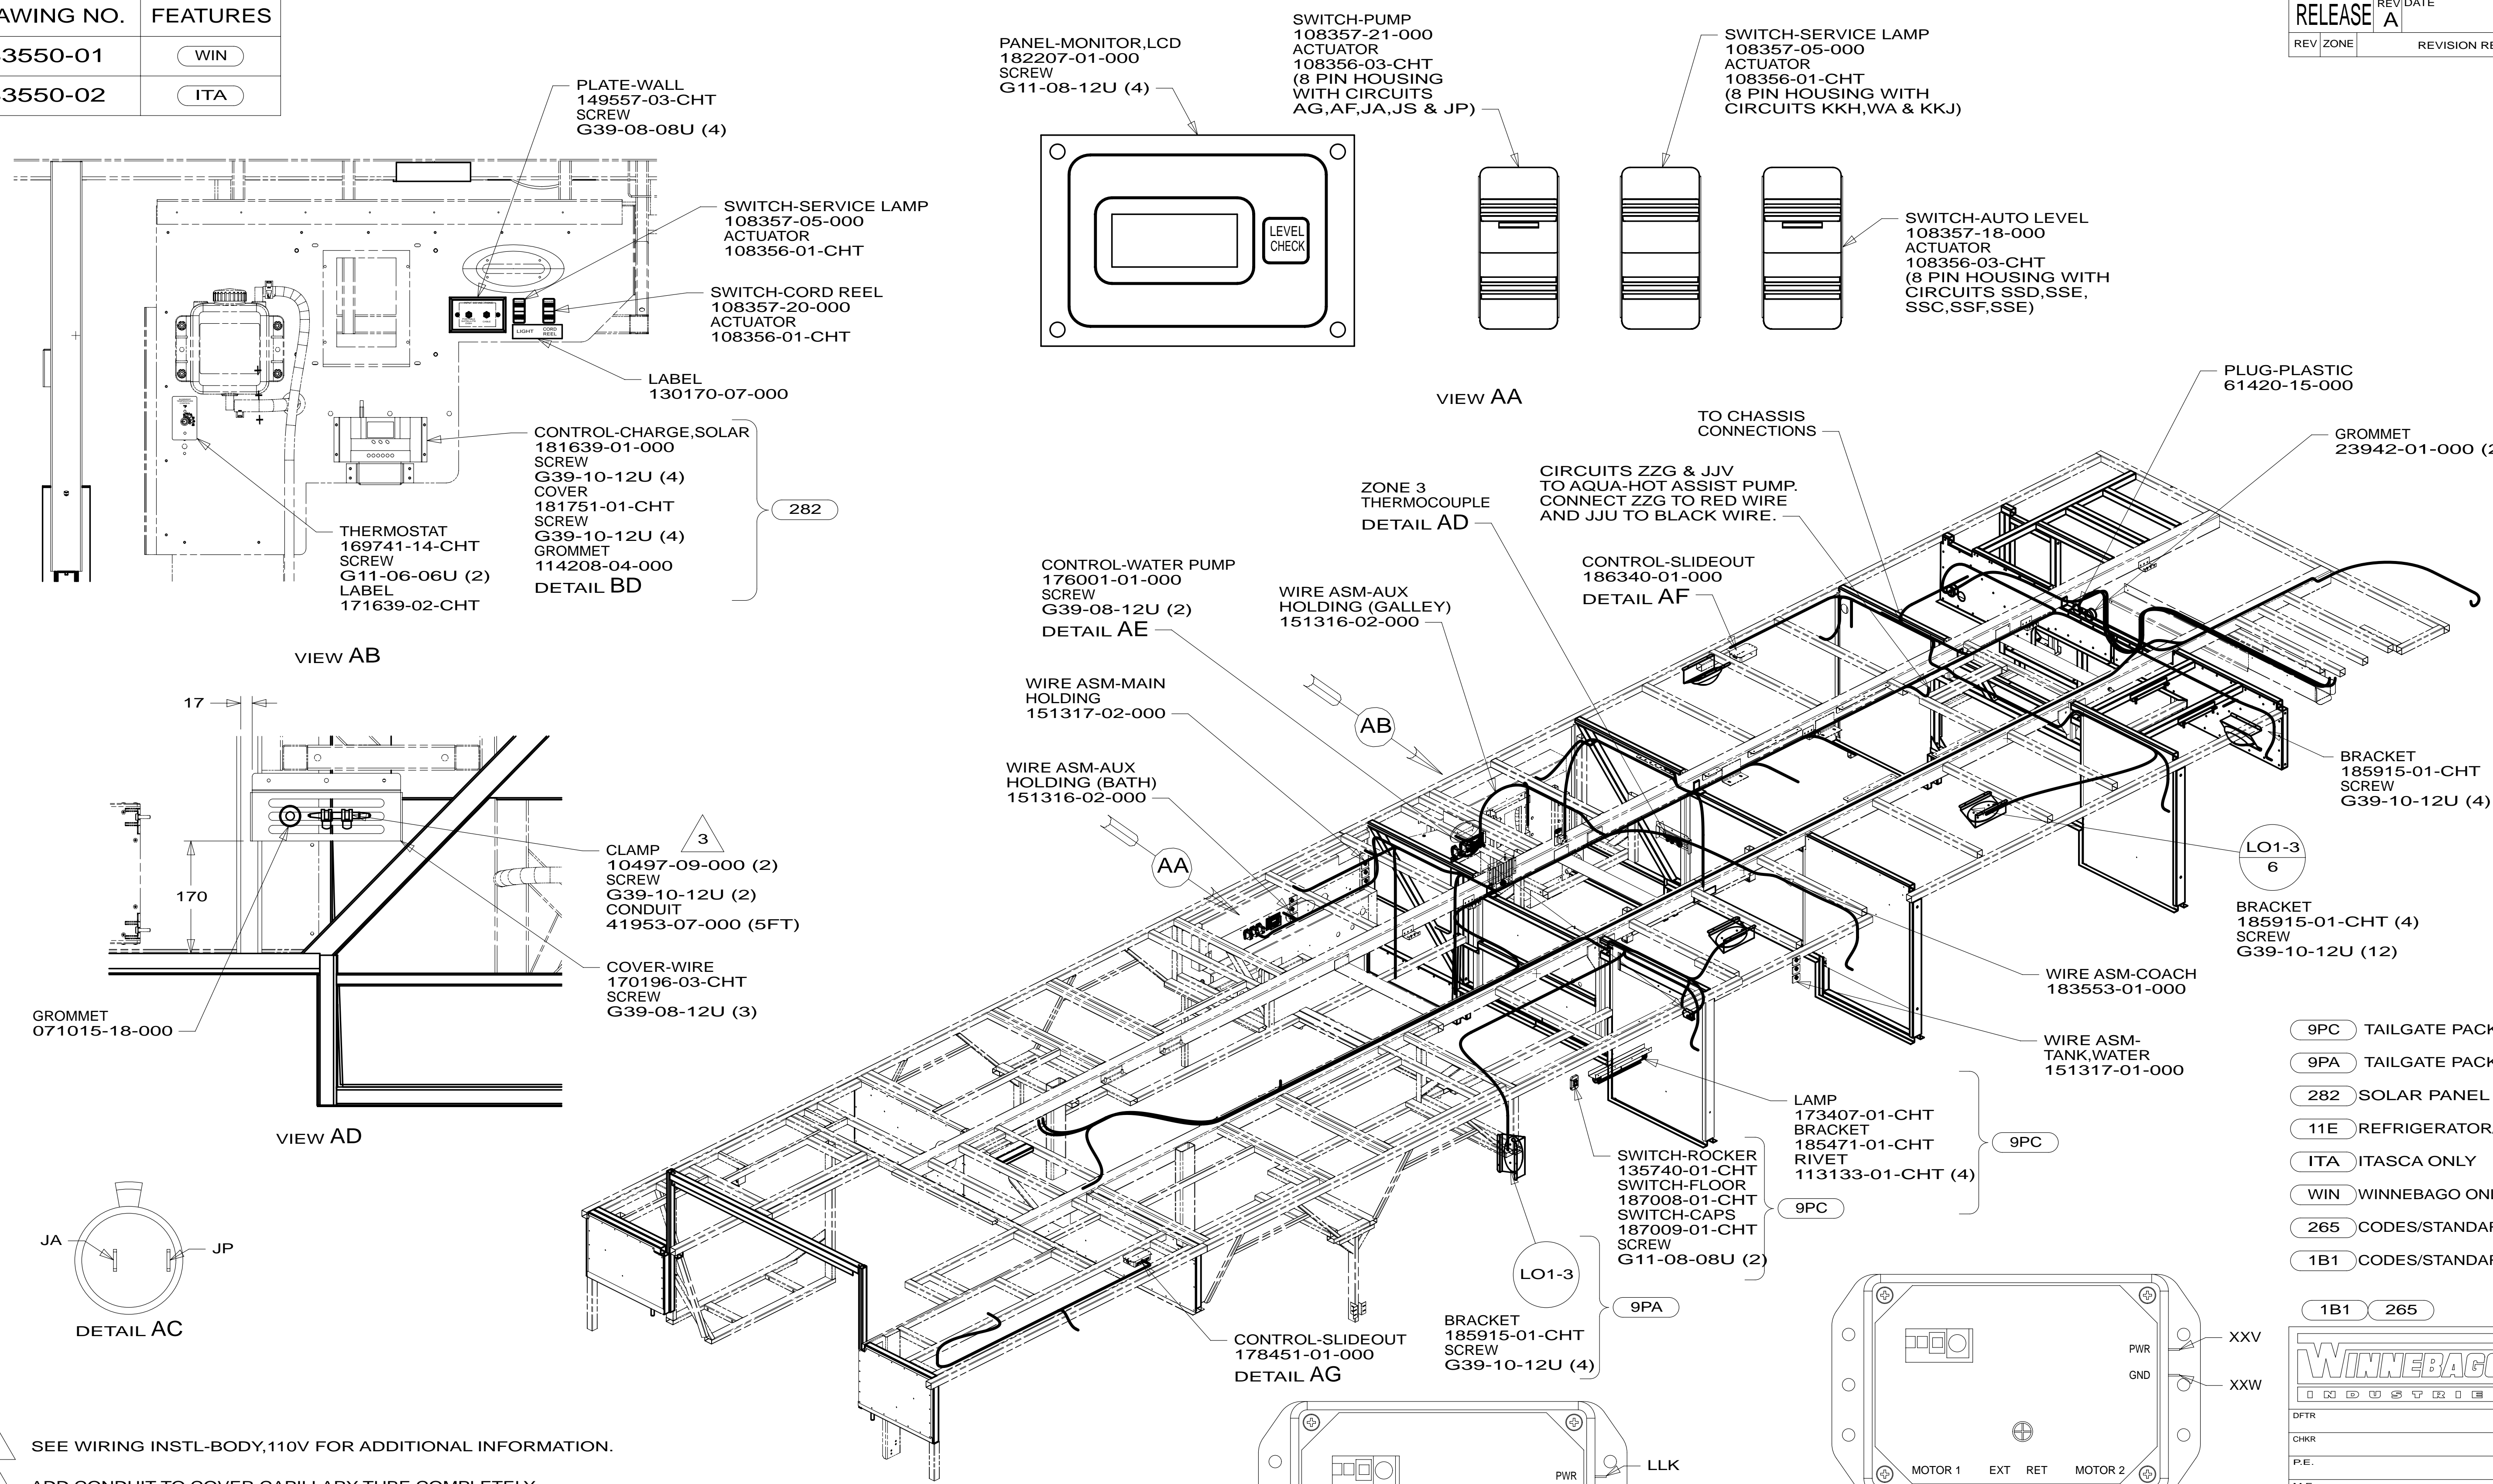 DRAWING NO. FEATURES
3550-01 WIN
3550-02 ITA
PLATE-WALL
149557-03-CHT
SCREW
G39-08-08U (4)
SWITCH-SERVICE LAMP
108357-05-000
ACTUATOR
108356-01-CHT
SWITCH-CORD REEL
108357-20-000
ACTUATOR
108356-01-CHT
LIGHT
CORD
REEL
LABEL
130170-07-000
CONTROL-CHARGE,SOLAR
181639-01-000
SCREW
G39-10-12U (4)
COVER
181751-01-CHT
SCREW
G39-10-12U (4)
GROMMET
114208-04-000
DETAIL BD
282
THERMOSTAT
169741-14-CHT
SCREW
G11-06-06U (2)
LABEL
171639-02-CHT
VIEW AB
PANEL-MONITOR,LCD
182207-01-000
SCREW
G11-08-12U (4)
LEVEL
CHECK
SWITCH-PUMP
108357-21-000
ACTUATOR
108356-03-CHT
(8 PIN HOUSING
WITH CIRCUITS
AG,AF,JA,JS & JP)
SWITCH-SERVICE LAMP
108357-05-000
ACTUATOR
108356-01-CHT
(8 PIN HOUSING WITH
CIRCUITS KKH,WA & KKJ)
SWITCH-AUTO LEVEL
108357-18-000
ACTUATOR
108356-03-CHT
(8 PIN HOUSING WITH
CIRCUITS SSD,SSE,
SSC,SSF,SSE)
VIEW AA
RELEASE
REV
A
DATE
REV ZONE
REVISION RE
PLUG-PLASTIC
61420-15-000
GROMMET
23942-01-000 (2
TO CHASSIS
CONNECTIONS
CIRCUITS ZZG & JJV
TO AQUA-HOT ASSIST PUMP.
CONNECT ZZG TO RED WIRE
AND JJU TO BLACK WIRE.
ZONE 3
THERMOCOUPLE
DETAIL AD
CONTROL-SLIDEOUT
186340-01-000
DETAIL AF
CONTROL-WATER PUMP
176001-01-000
SCREW
G39-08-12U (2)
DETAIL AE
WIRE ASM-AUX
HOLDING (GALLEY)
151316-02-000
WIRE ASM-MAIN
HOLDING
151317-02-000
WIRE ASM-AUX
HOLDING (BATH)
151316-02-000
AB
AA
BRACKET
185915-01-CHT
SCREW
G39-10-12U (4)
LO1-3
6
BRACKET
185915-01-CHT (4)
SCREW
G39-10-12U (12)
WIRE ASM-COACH
183553-01-000
WIRE ASM-
TANK,WATER
151317-01-000
LAMP
173407-01-CHT
BRACKET
185471-01-CHT
RIVET
113133-01-CHT (4)
9PC
SWITCH-ROCKER
135740-01-CHT
SWITCH-FLOOR
187008-01-CHT
SWITCH-CAPS
187009-01-CHT
SCREW
G11-08-08U (2)
9PC
LO1-3
BRACKET
185915-01-CHT
SCREW
G39-10-12U (4)
9PA
CONTROL-SLIDEOUT
178451-01-000
DETAIL AG
17
170
3
CLAMP
10497-09-000 (2)
SCREW
G39-10-12U (2)
CONDUIT
41953-07-000 (5FT)
COVER-WIRE
170196-03-CHT
SCREW
G39-08-12U (3)
GROMMET
071015-18-000
VIEW AD
JA
JP
DETAIL AC
SEE WIRING INSTL-BODY,110V FOR ADDITIONAL INFORMATION.
ADD CONDUIT TO COVER CAPILLARY TUBE COMPLETELY
9PC TAILGATE PACK
9PA TAILGATE PACK
282 SOLAR PANEL
11E REFRIGERATOR
ITA ITASCA ONLY
WIN WINNEBAGO ONL
265 CODES/STANDAR
1B1 CODES/STANDAR
1B1 265
WINNEBAGO
INDUSTRIE
DFTR
CHKR
P.E.
PWR
LLK
PWR
GND
XXV
XXW
MOTOR 1 EXT RET MOTOR 2